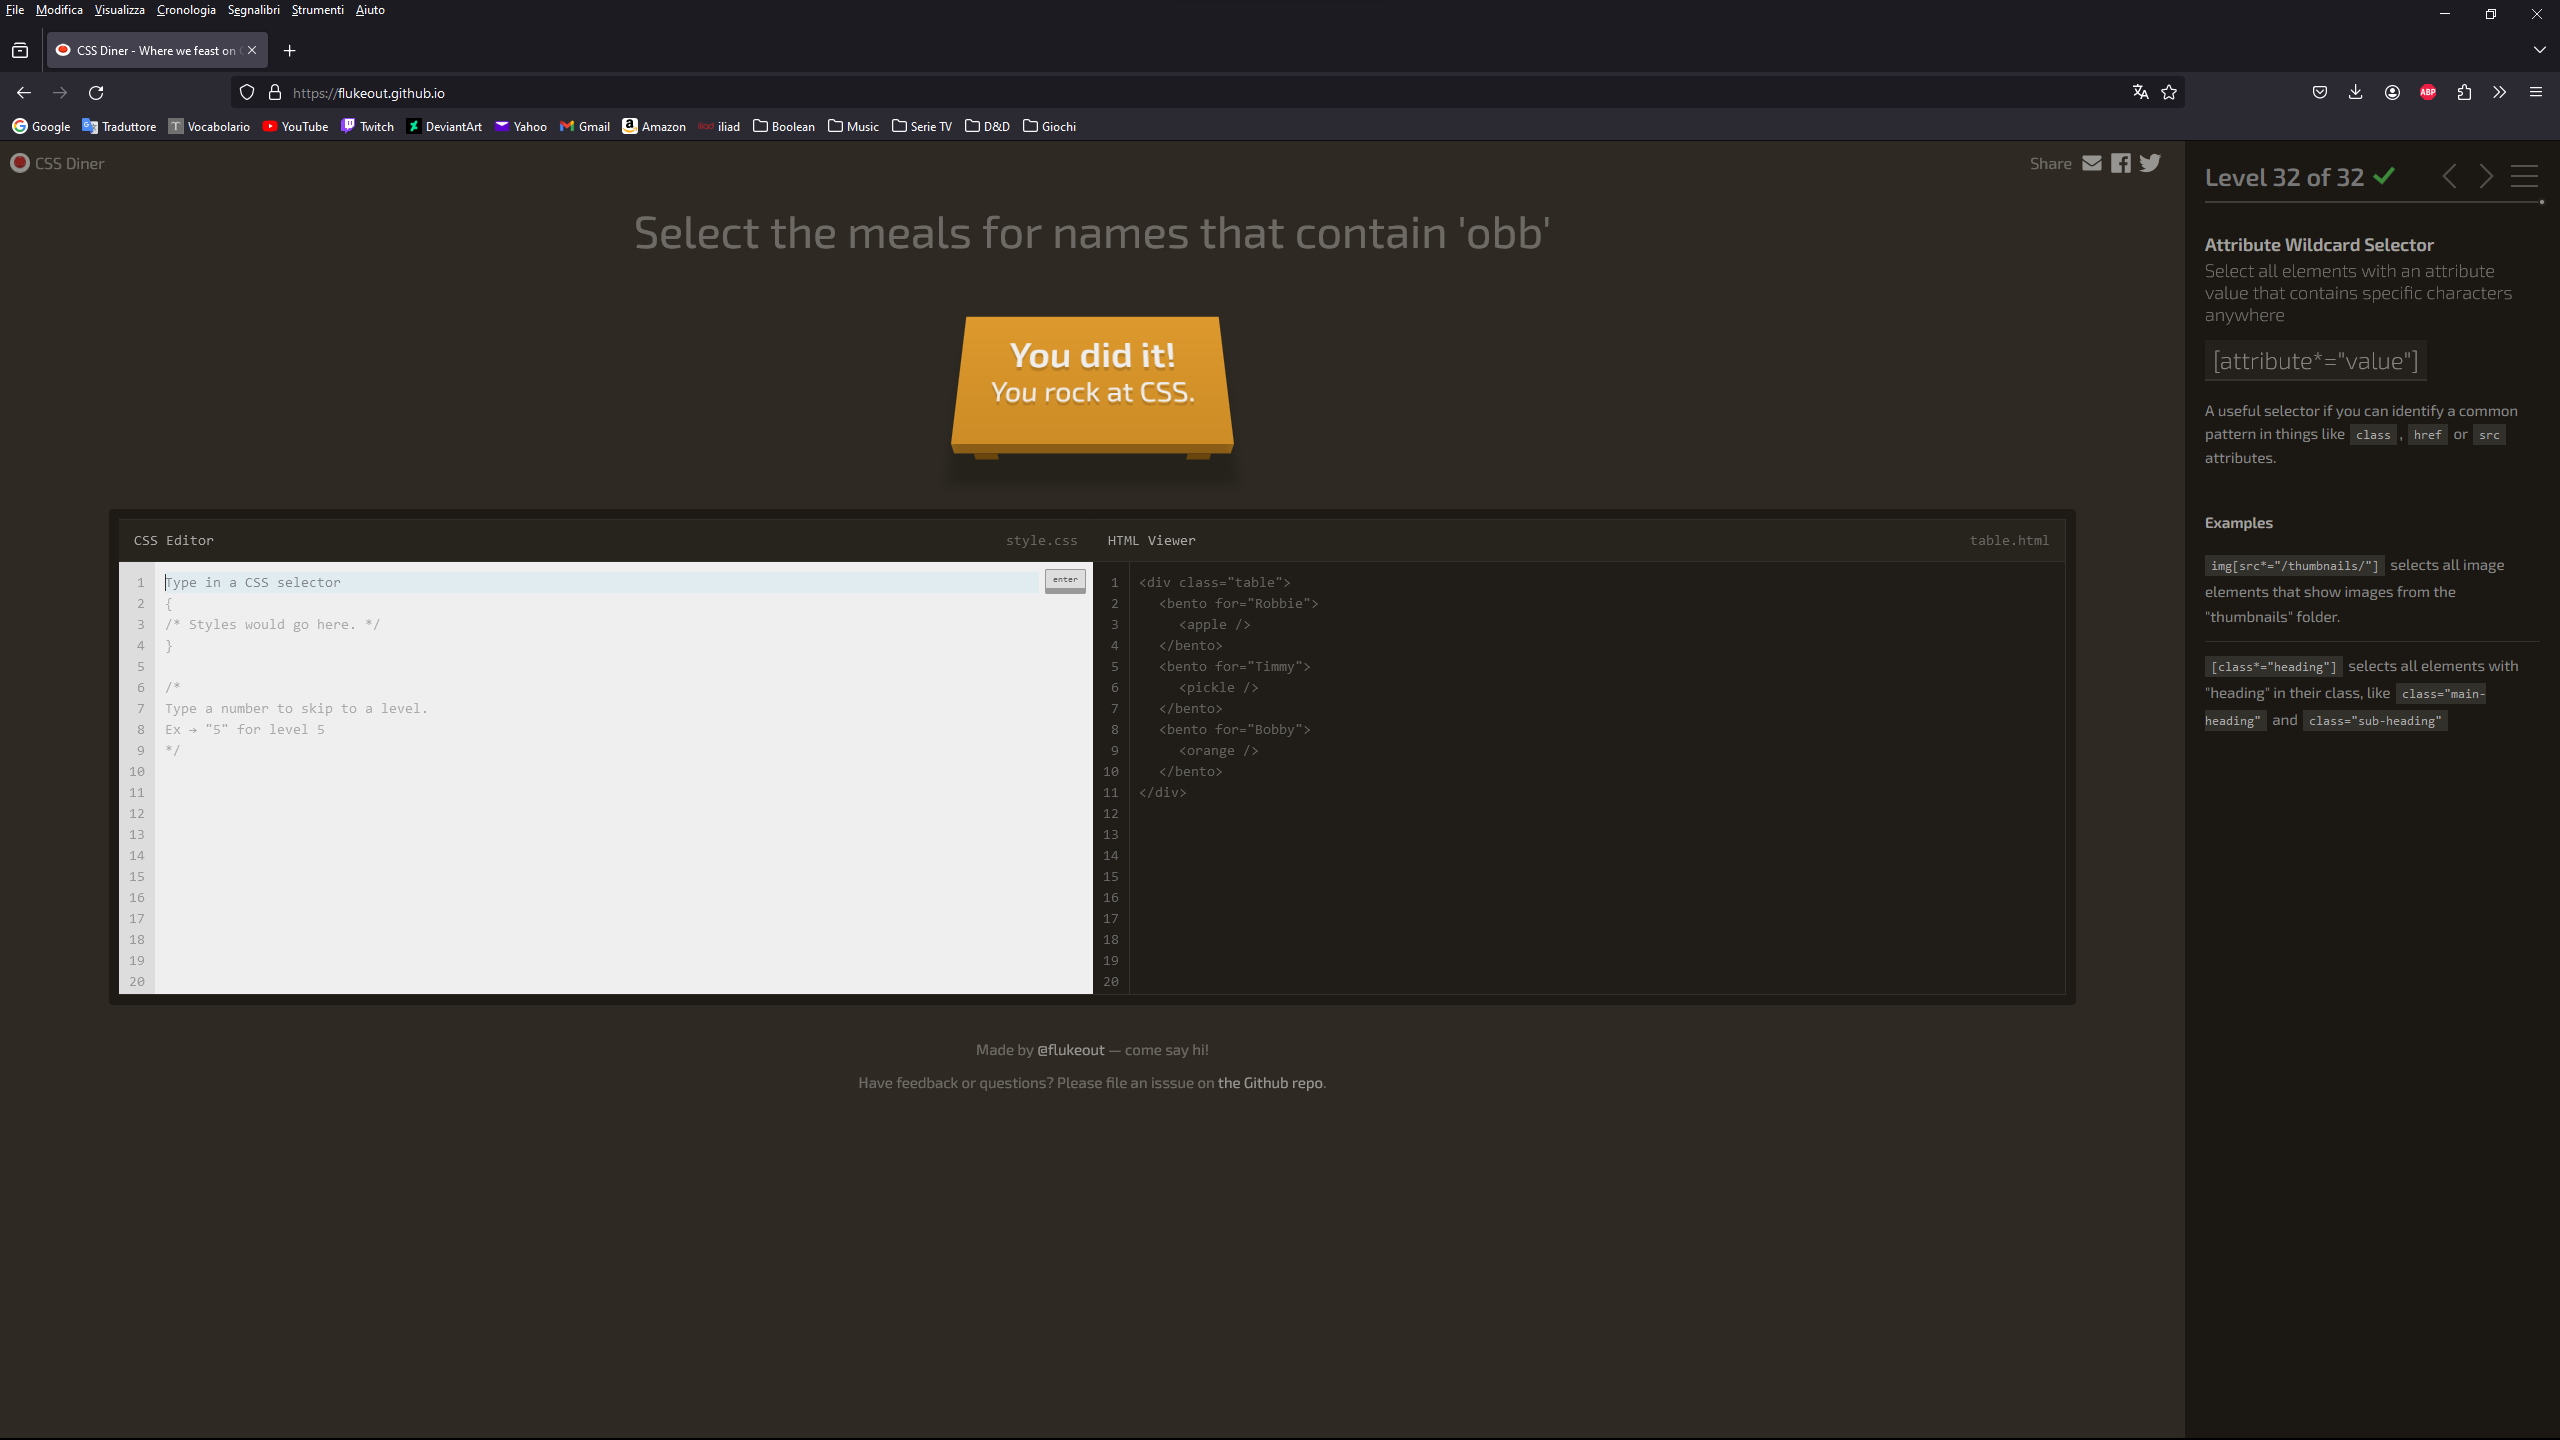 File Modifica Visualizza Cronologia Segnalibri Strumenti Aiuto
CSS Diner - Where we feast on
https://flukeout.github.io
ABP
Google Traduttore Vocabolario YouTube Twitch DeviantArt Yahoo Gmail Amazon iliad Boolean Music Serie TV D&D Giochi
CSS Diner
Share
Select the meals for names that contain 'obb'
You did it!
You rock at CSS.
CSS Editor style.css
1 Type in a CSS selector
enter
2 {
3 /* Styles would go here. */
4 }
5
6 /*
7 Type a number to skip to a level.
8 Ex → "5" for level 5
9 */
10
11
12
13
14
15
16
17
18
19
20
HTML Viewer table.html
1 <div class="table">
2 <bento for="Robbie">
3 <apple />
4 </bento>
5 <bento for="Timmy">
6 <pickle />
7 </bento>
8 <bento for="Bobby">
9 <orange />
10 </bento>
11 </div>
12
13
14
15
16
17
18
19
20
Made by @flukeout — come say hi!
Have feedback or questions? Please file an isssue on the Github repo.
Level 32 of 32
Attribute Wildcard Selector
Select all elements with an attribute
value that contains specific characters
anywhere
[attribute*="value"]
A useful selector if you can identify a common
pattern in things like class , href or src
attributes.
Examples
img[src*="/thumbnails/"] selects all image
elements that show images from the
"thumbnails" folder.
[class*="heading"] selects all elements with
"heading" in their class, like class="main-
heading" and class="sub-heading"